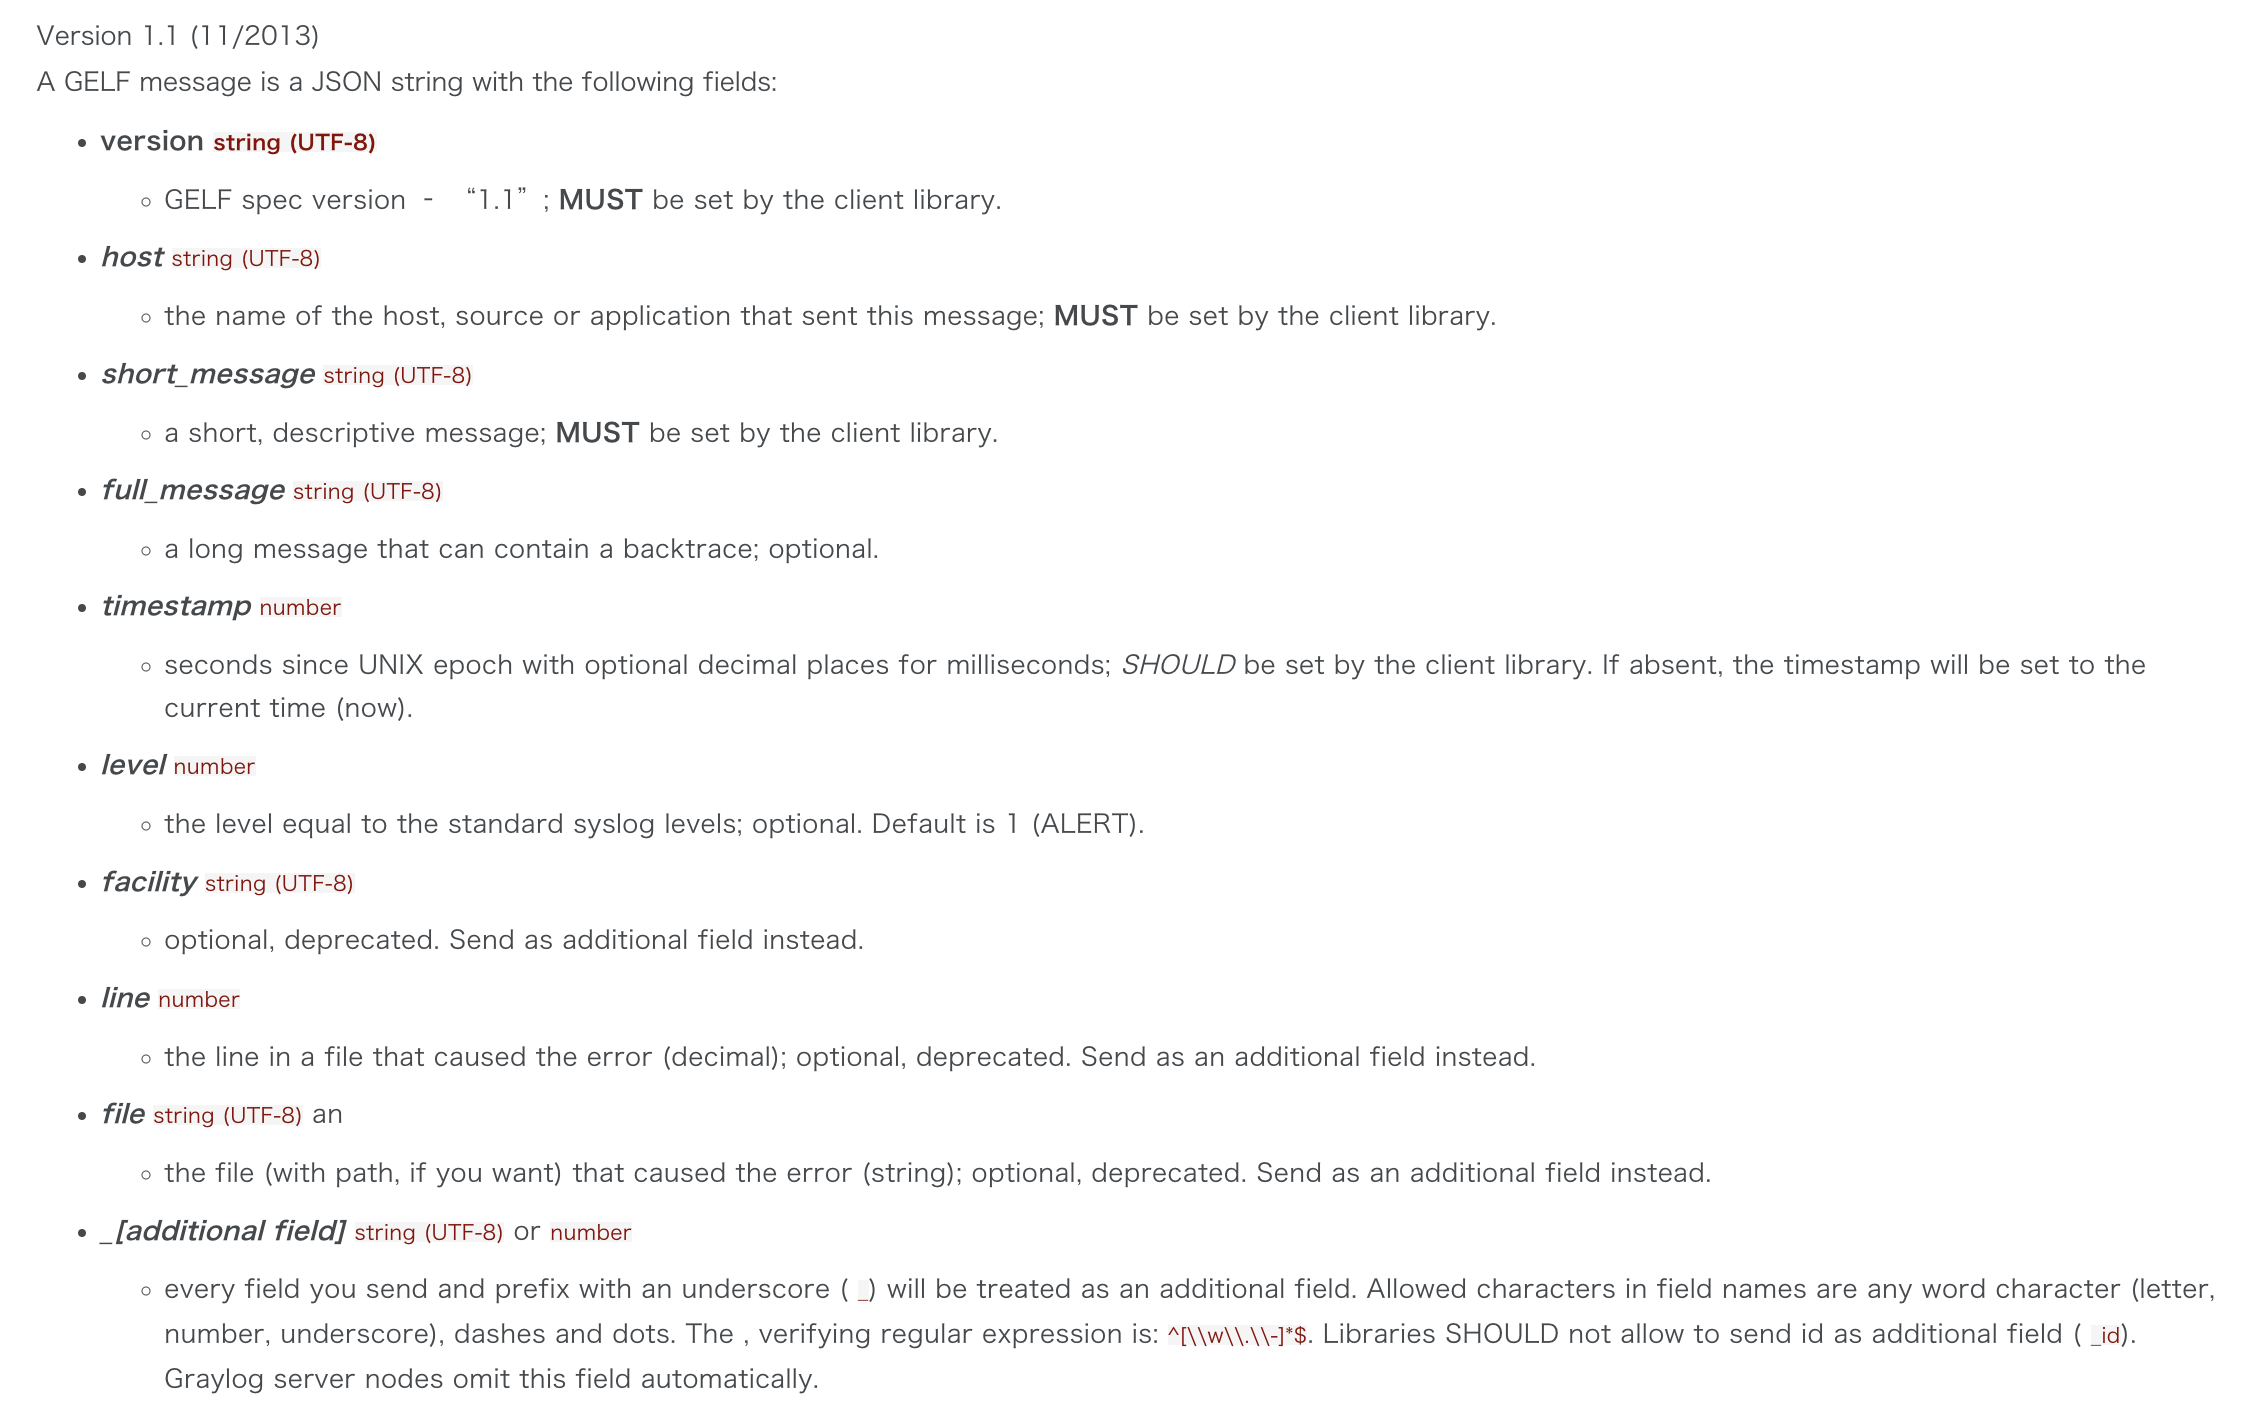 Version 1.1 (11/2013)
A GELF message is a JSON string with the following fields:
• version string (UTF-8)
◦ GELF spec version - “1.1”; MUST be set by the client library.
• host string (UTF-8)
◦ the name of the host, source or application that sent this message; MUST be set by the client library.
• short_message string (UTF-8)
◦ a short, descriptive message; MUST be set by the client library.
• full_message string (UTF-8)
◦ a long message that can contain a backtrace; optional.
• timestamp number
◦ seconds since UNIX epoch with optional decimal places for milliseconds; SHOULD be set by the client library. If absent, the timestamp will be set to the
current time (now).
• level number
◦ the level equal to the standard syslog levels; optional. Default is 1 (ALERT).
• facility string (UTF-8)
◦ optional, deprecated. Send as additional field instead.
• line number
◦ the line in a file that caused the error (decimal); optional, deprecated. Send as an additional field instead.
• file string (UTF-8) an
◦ the file (with path, if you want) that caused the error (string); optional, deprecated. Send as an additional field instead.
• _[additional field] string (UTF-8) or number
◦ every field you send and prefix with an underscore ( _) will be treated as an additional field. Allowed characters in field names are any word character (letter,
number, underscore), dashes and dots. The , verifying regular expression is: ^[\\w\\.\\-]*$. Libraries SHOULD not allow to send id as additional field ( _id).
Graylog server nodes omit this field automatically.